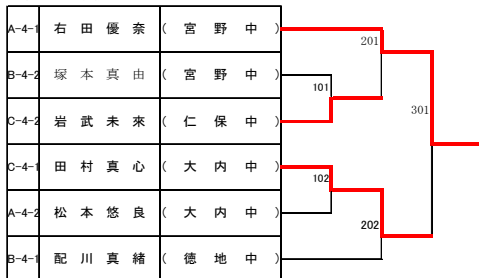 A-4-1 右田優奈 (宮野中)
201
B-4-2 塚本真由 (宮野中)
101
301
C-4-2 岩武未來 (仁保中)
C-4-1 田村真心 (大内中)
102
A-4-2 松本悠良 (大内中)
202
B-4-1 配川真緒 (徳地中)